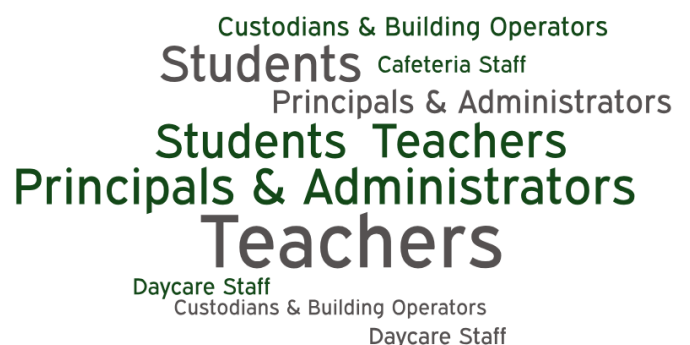 Custodians & Building Operators
Students Cafeteria Staff
Principals & Administrators
Students Teachers
Principals & Administrators
Teachers
Daycare Staff
Custodians & Building Operators
Daycare Staff